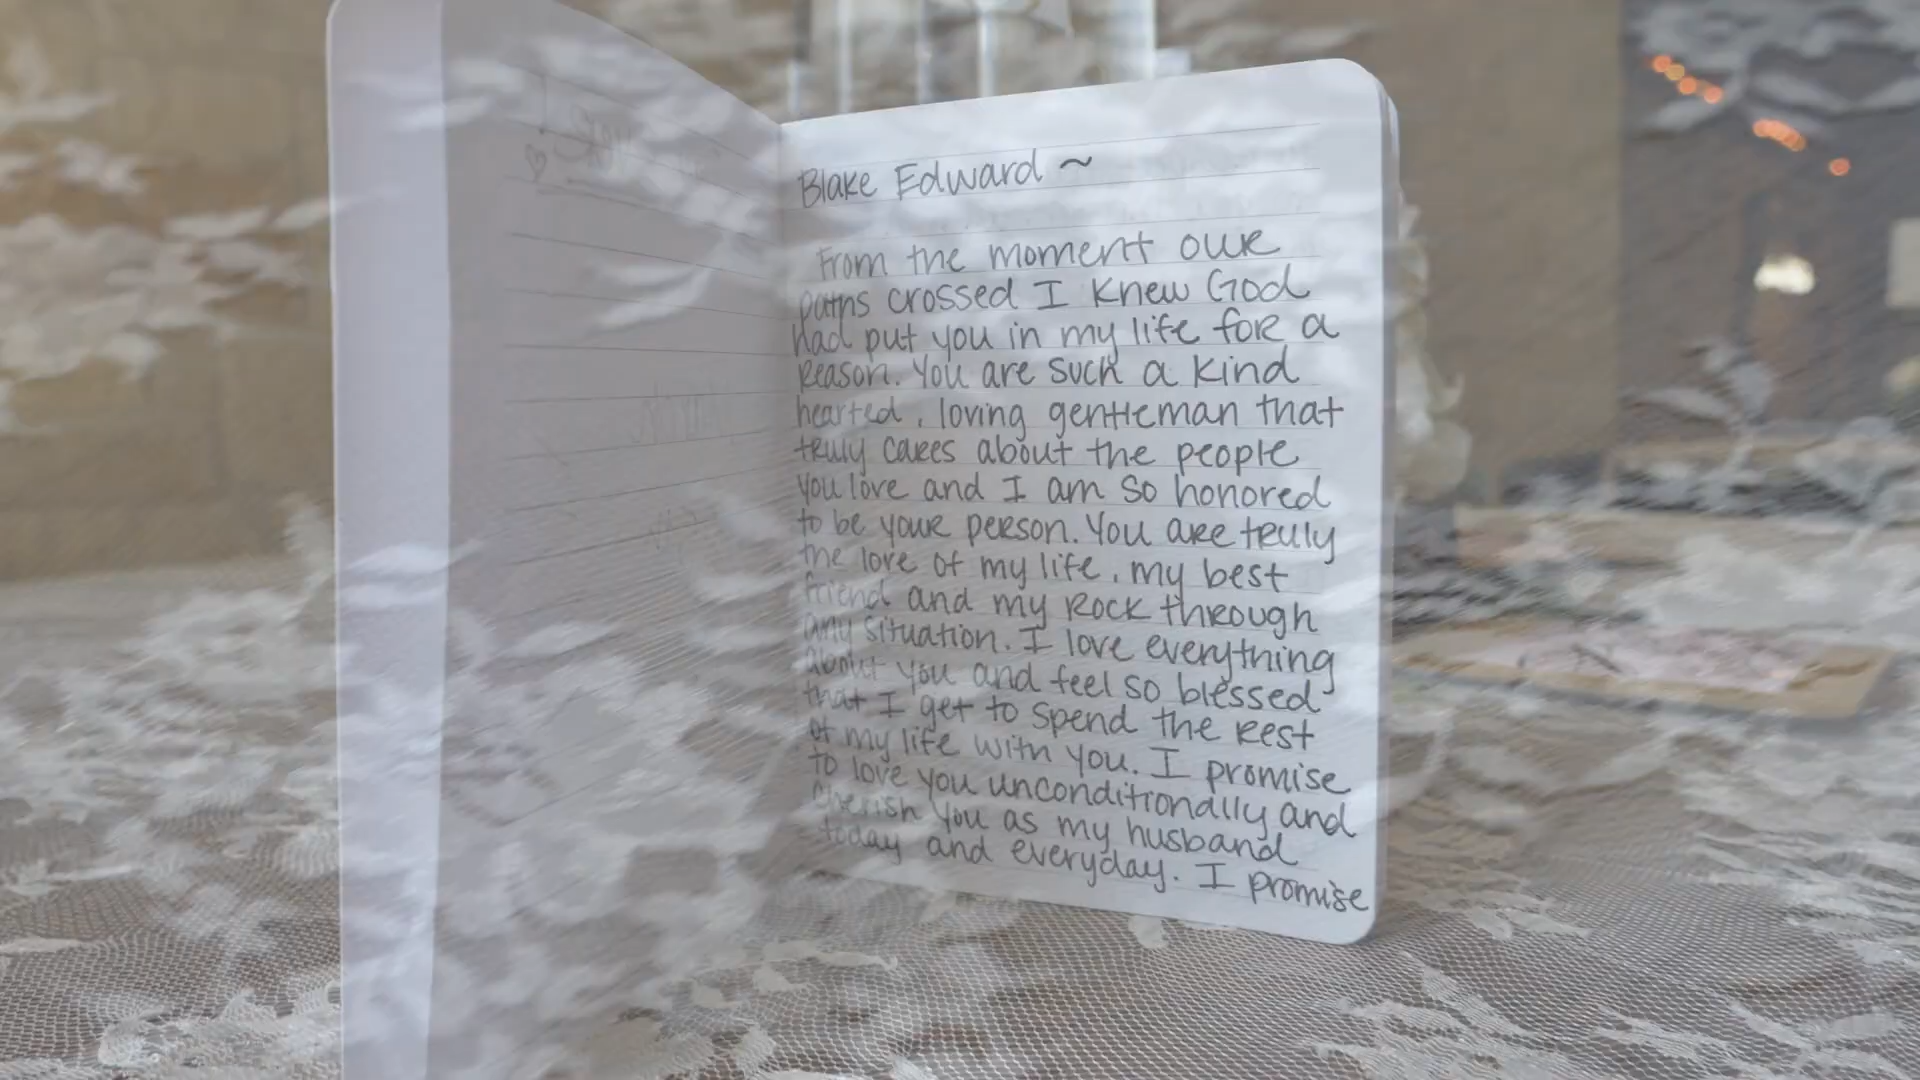 Blake Edward ~
From the moment our
paths crossed I knew God
had put you in my life for a
reason. You are such a kind
hearted, loving gentleman that
truly cares about the people
you love and I am so honored
to be your person. You are truly
the love of my life, my best
friend and my rock through
any situation. I love everything
about you and feel so blessed
that I get to spend the rest
of my life with you. I promise
to love you unconditionally and
cherish you as my husband
today and everyday. I promise